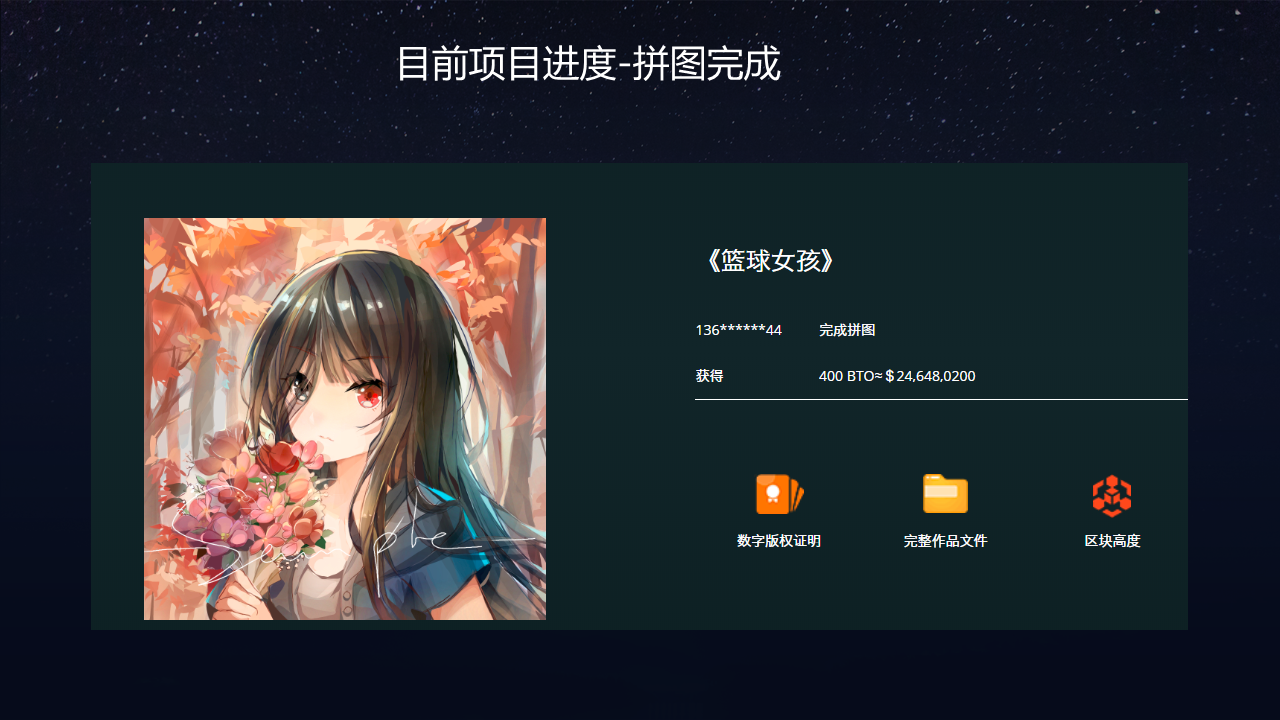 目前项目进度-拼图完成
《篮球女孩》
136******44 完成拼图
获得 400 BTO≈＄24,648,0200
数字版权证明 完整作品文件 区块高度